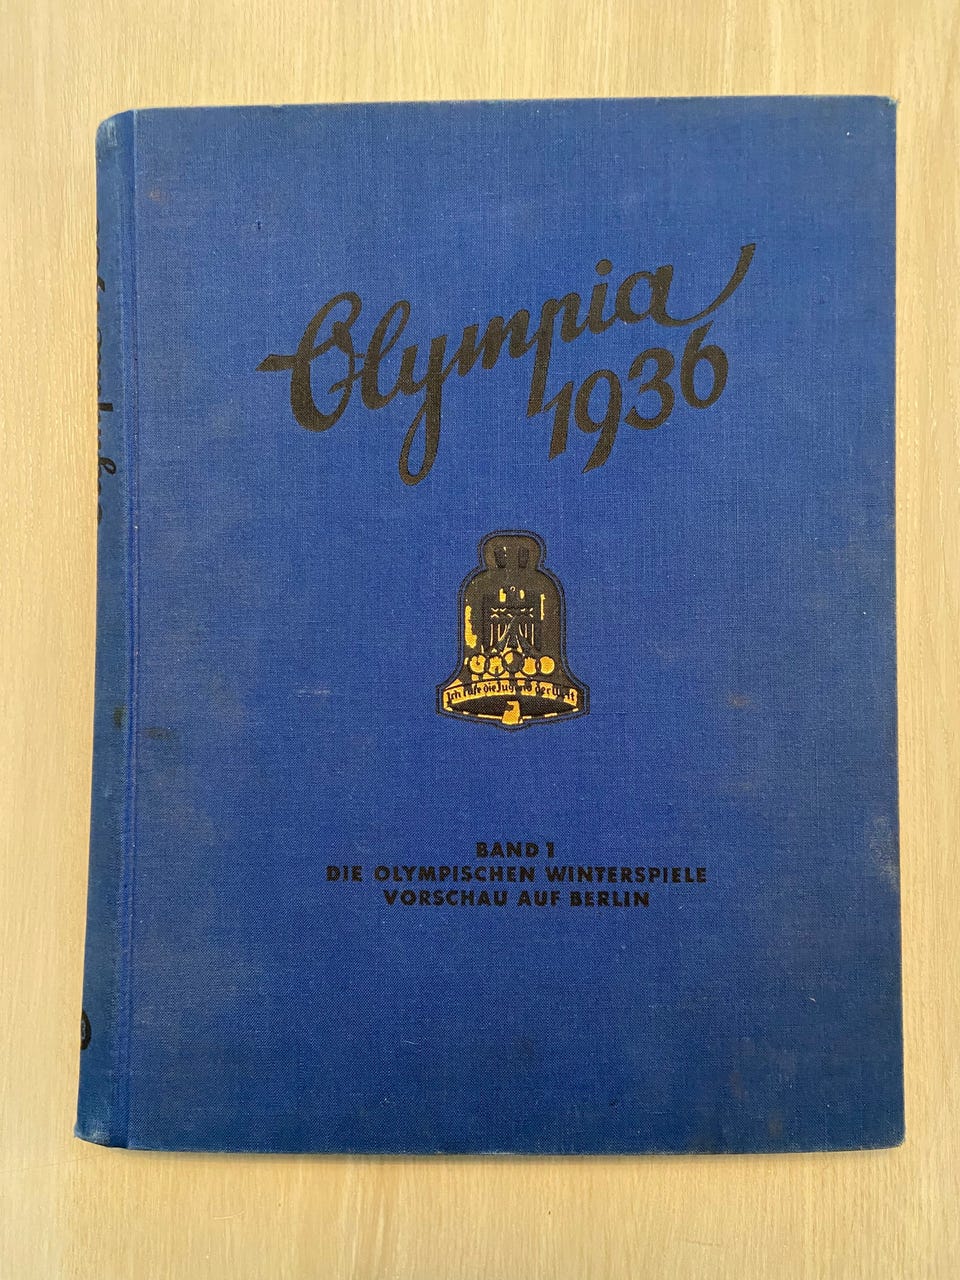 Olympia
1936
Ich rufe die Jugend der Welt
BAND 1
DIE OLYMPISCHEN WINTERSPIELE
VORSCHAU AUF BERLIN